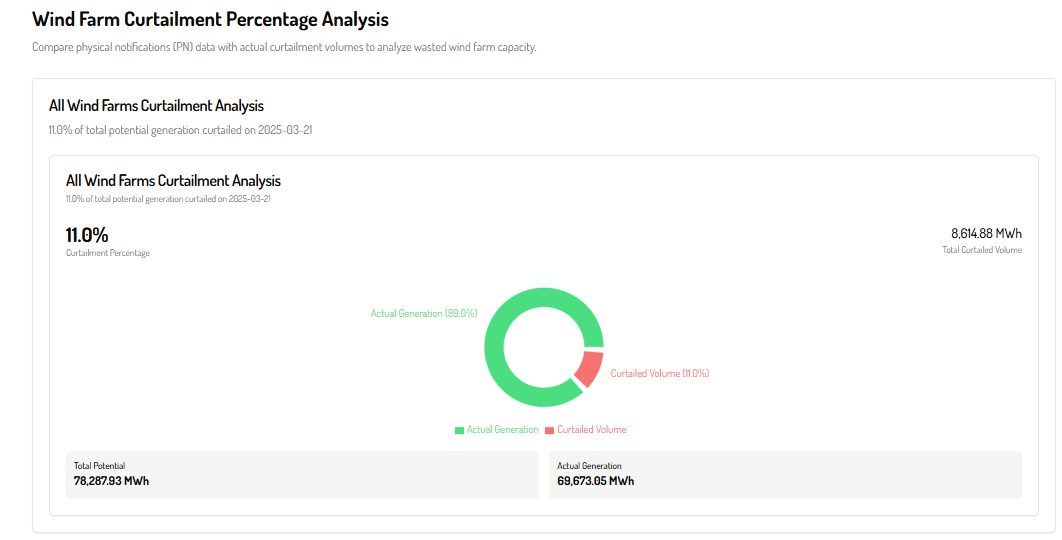 Wind Farm Curtailment Percentage Analysis
Compare physical notifications (PN) data with actual curtailment volumes to analyze wasted wind farm capacity.
All Wind Farms Curtailment Analysis
11.0% of total potential generation curtailed on 2025-03-21
All Wind Farms Curtailment Analysis
11.0% of total potential generation curtailed on 2025-03-21
11.0%
Curtailment Percentage
8,614.88 MWh
Total Curtailed Volume
Actual Generation (89.0%)
Curtailed Volume (11.0%)
Actual Generation
Curtailed Volume
Total Potential
78,287.93 MWh
Actual Generation
69,673.05 MWh